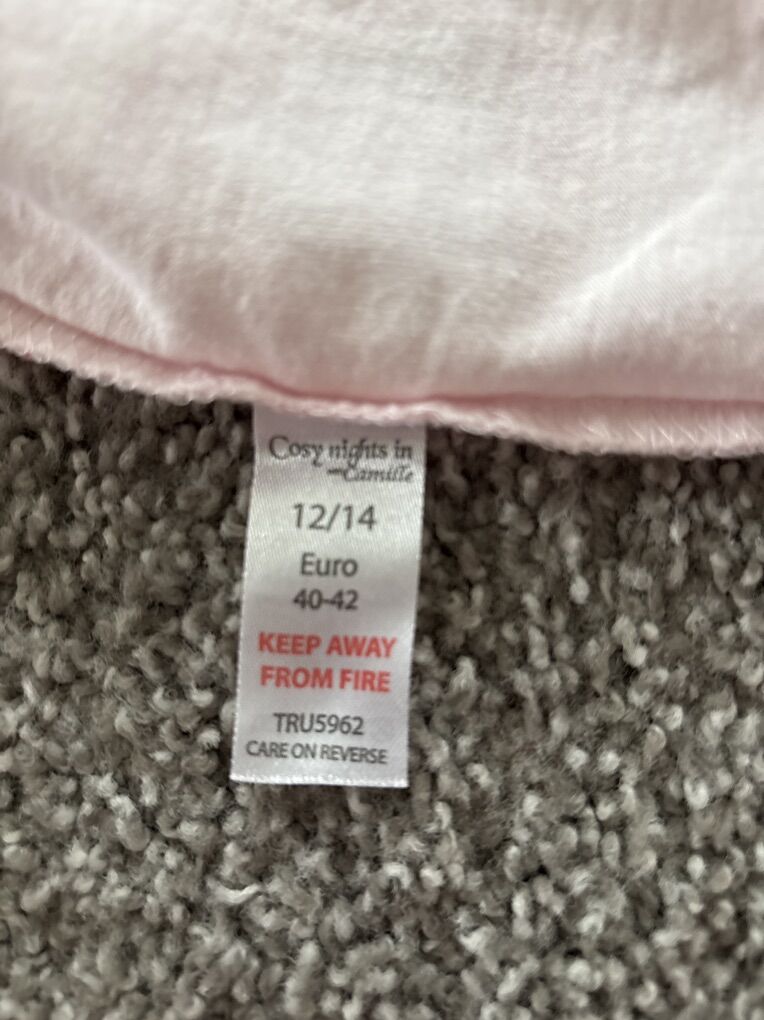 Cosy nights in
Camille
12/14
Euro
40-42
KEEP AWAY
FROM FIRE
TRU5962
CARE ON REVERSE